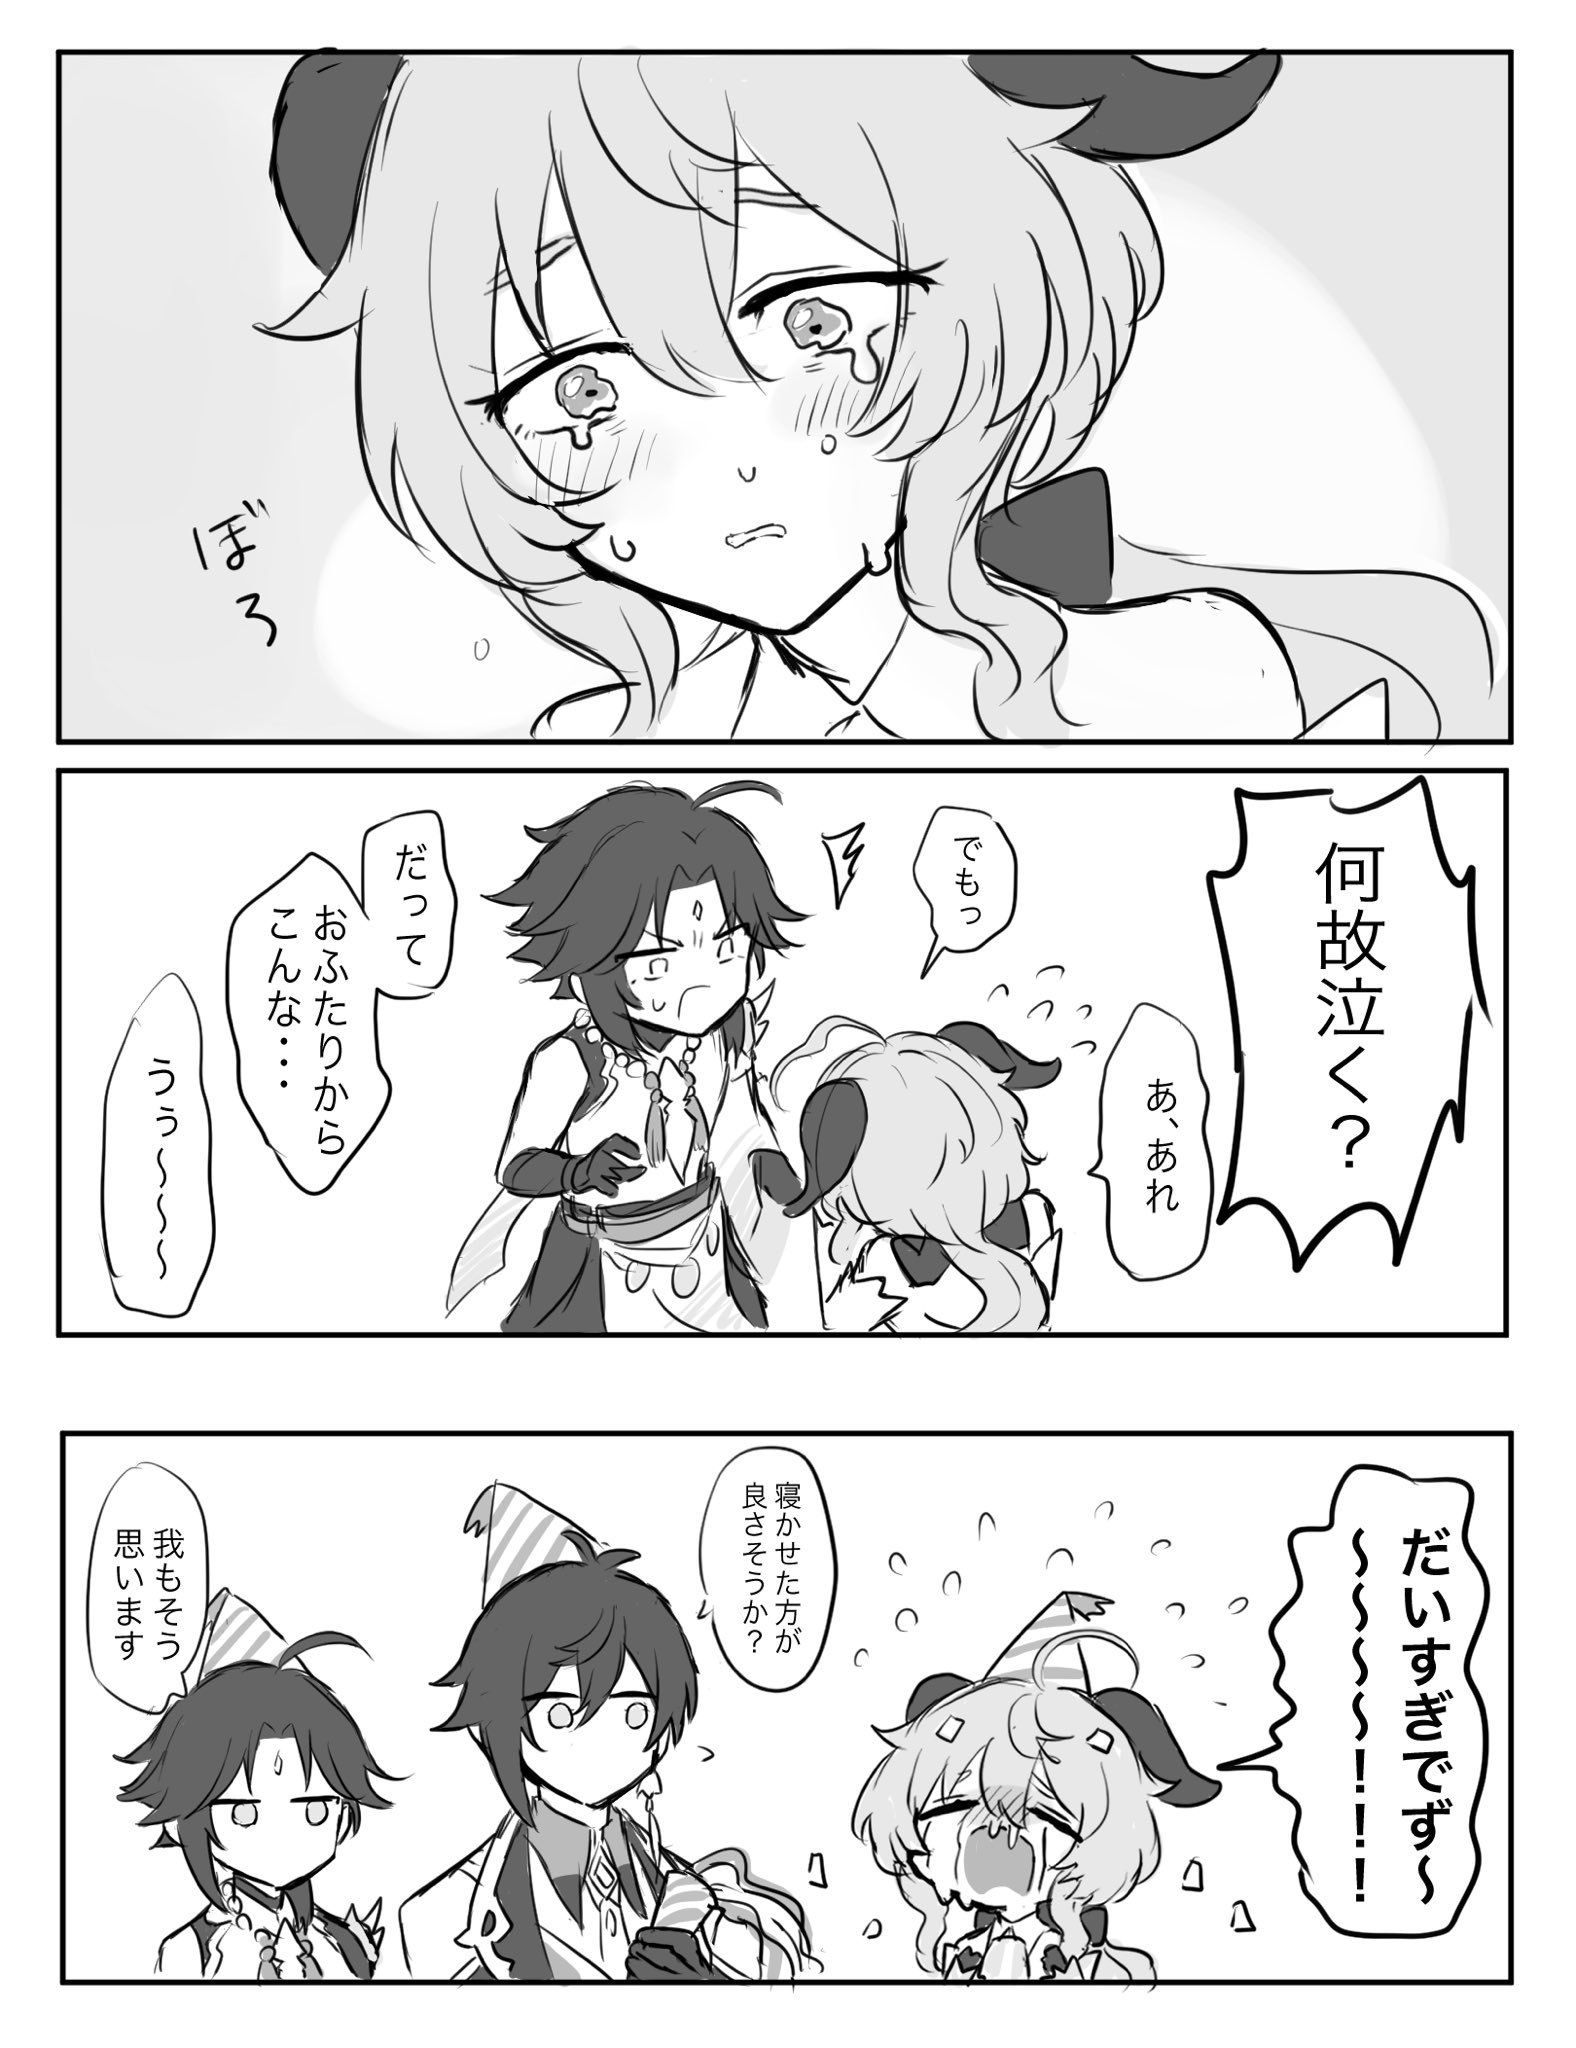 ぼろ
何故泣く？
あ、あれ
でもっ
だって
おふたりから
こんな・・・
うぅ～～～～
だいすぎでず～
～～～～～！！！！
寝かせた方が
良さそうか？
我もそう
思います